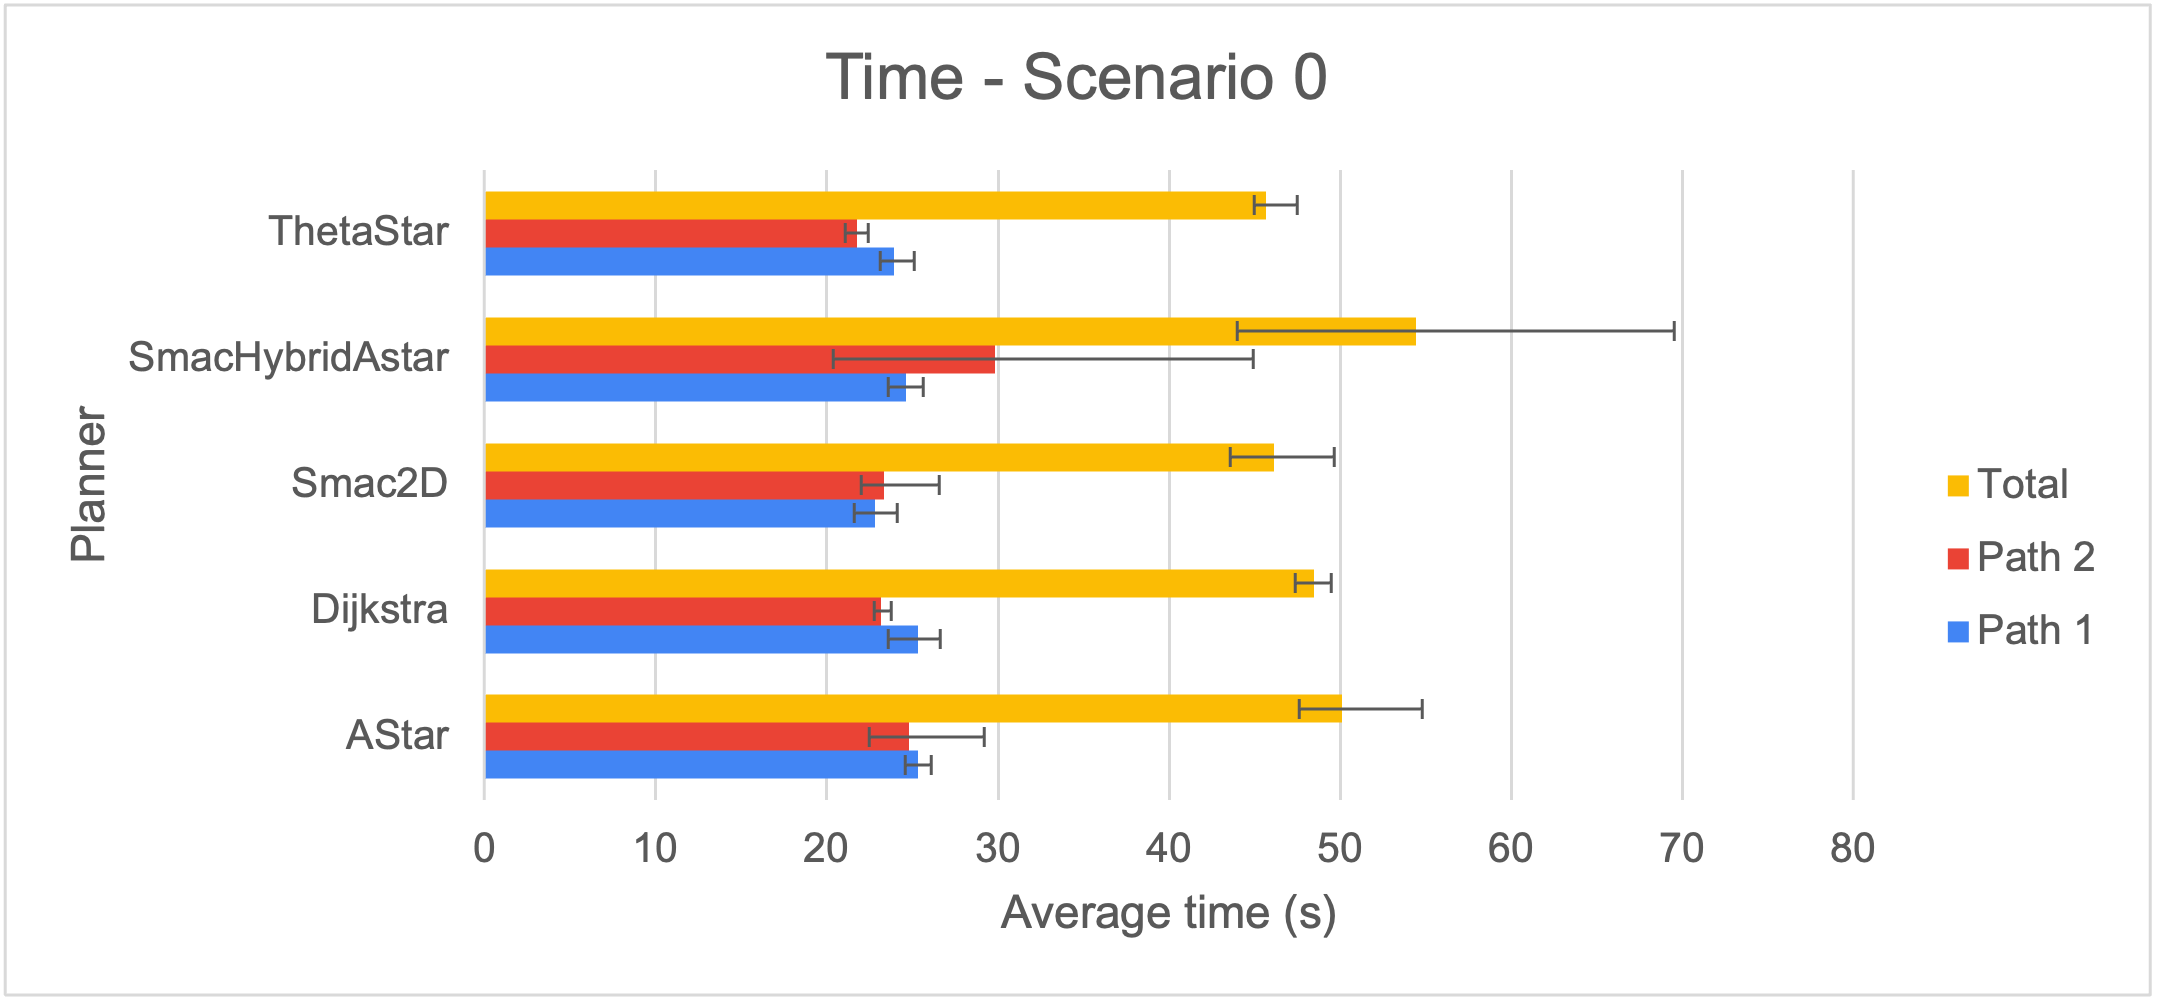 Time - Scenario 0
Planner
ThetaStar
SmacHybridAstar
Smac2D
Dijkstra
AStar
0 10 20 30 40 50 60 70 80
Average time (s)
Total
Path 2
Path 1